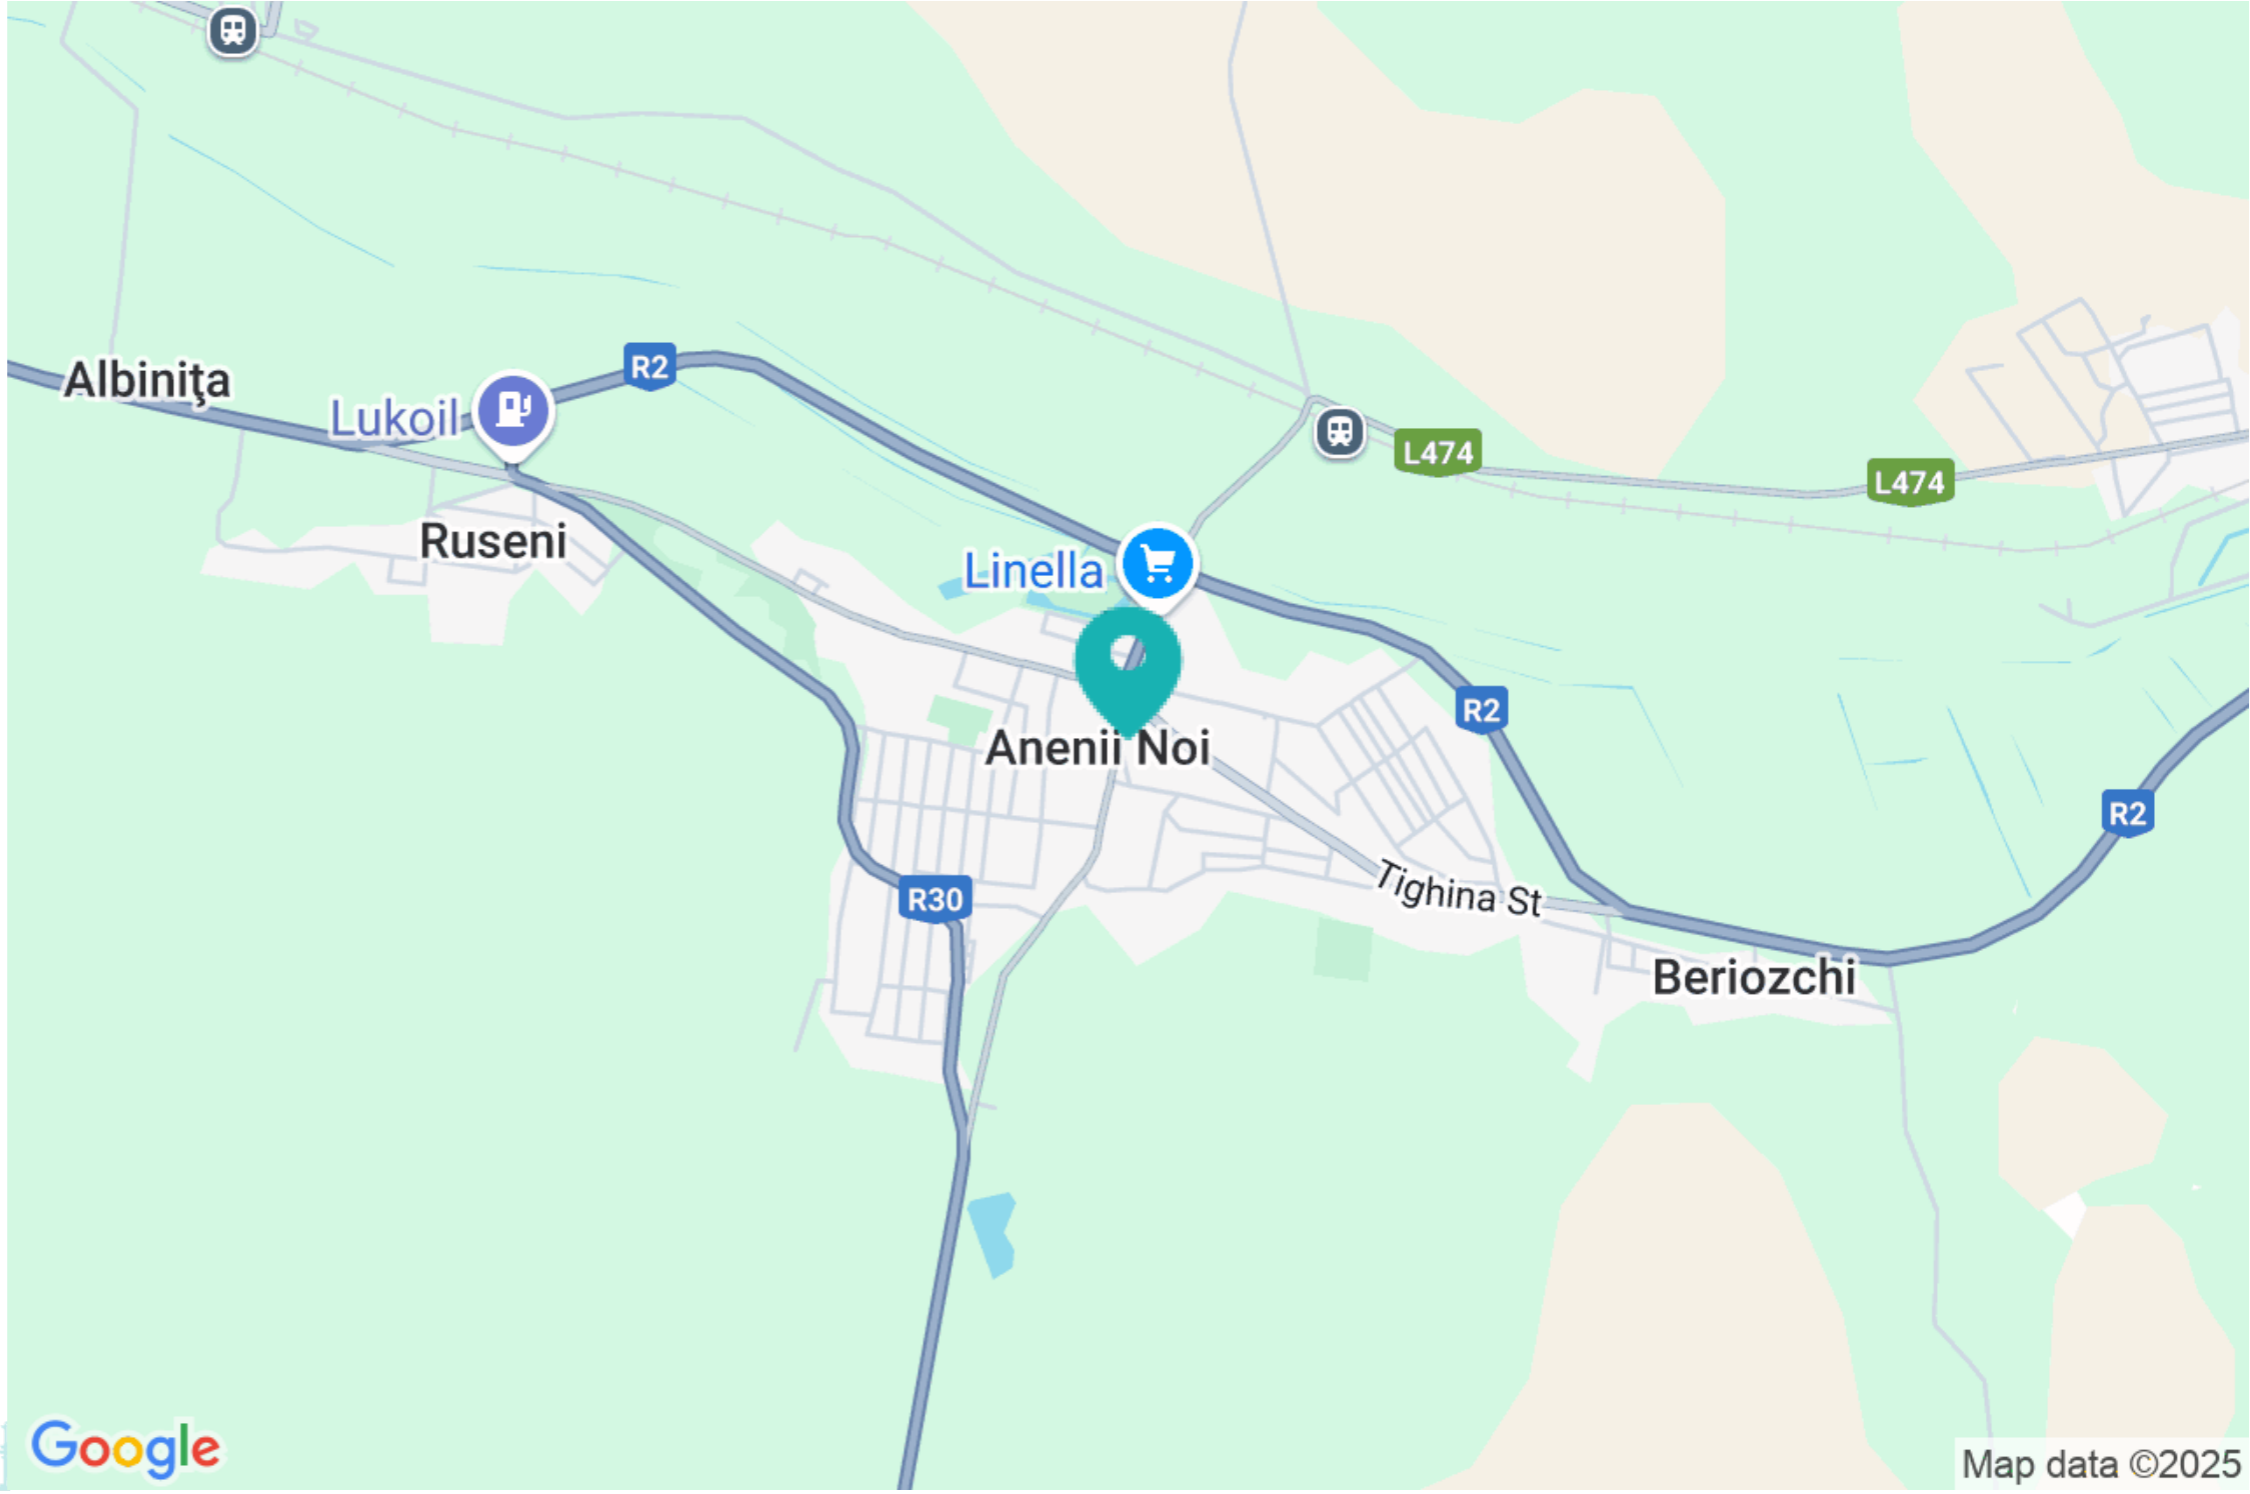 Albiniţa
R2
Lukoil
L474
L474
Ruseni
Linella
R2
Anenii Noi
R2
Tighina St
R30
Beriozchi
Google
Map data ©2025